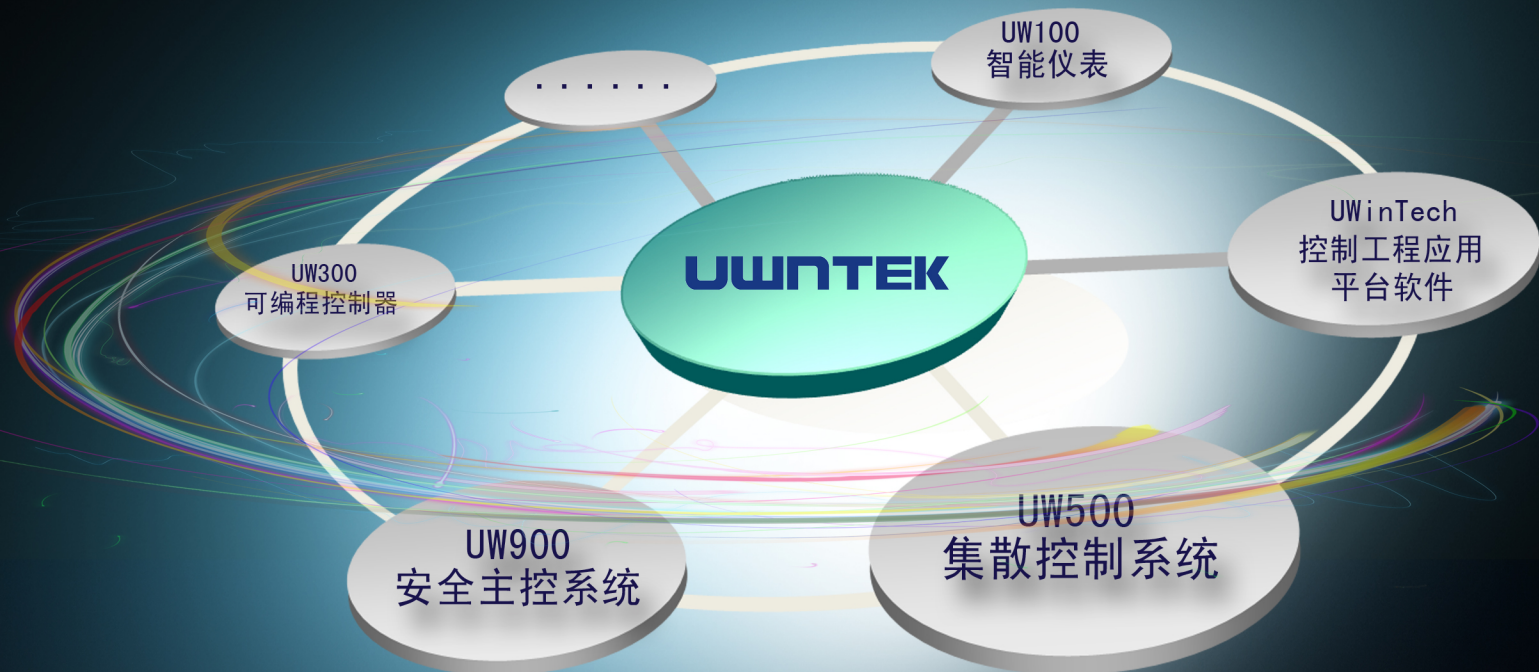 UW100
智能仪表
· · · · · ·
UWinTech
控制工程应用
平台软件
UWNTEK
UW300
可编程控制器
UW500
集散控制系统
UW900
安全主控系统